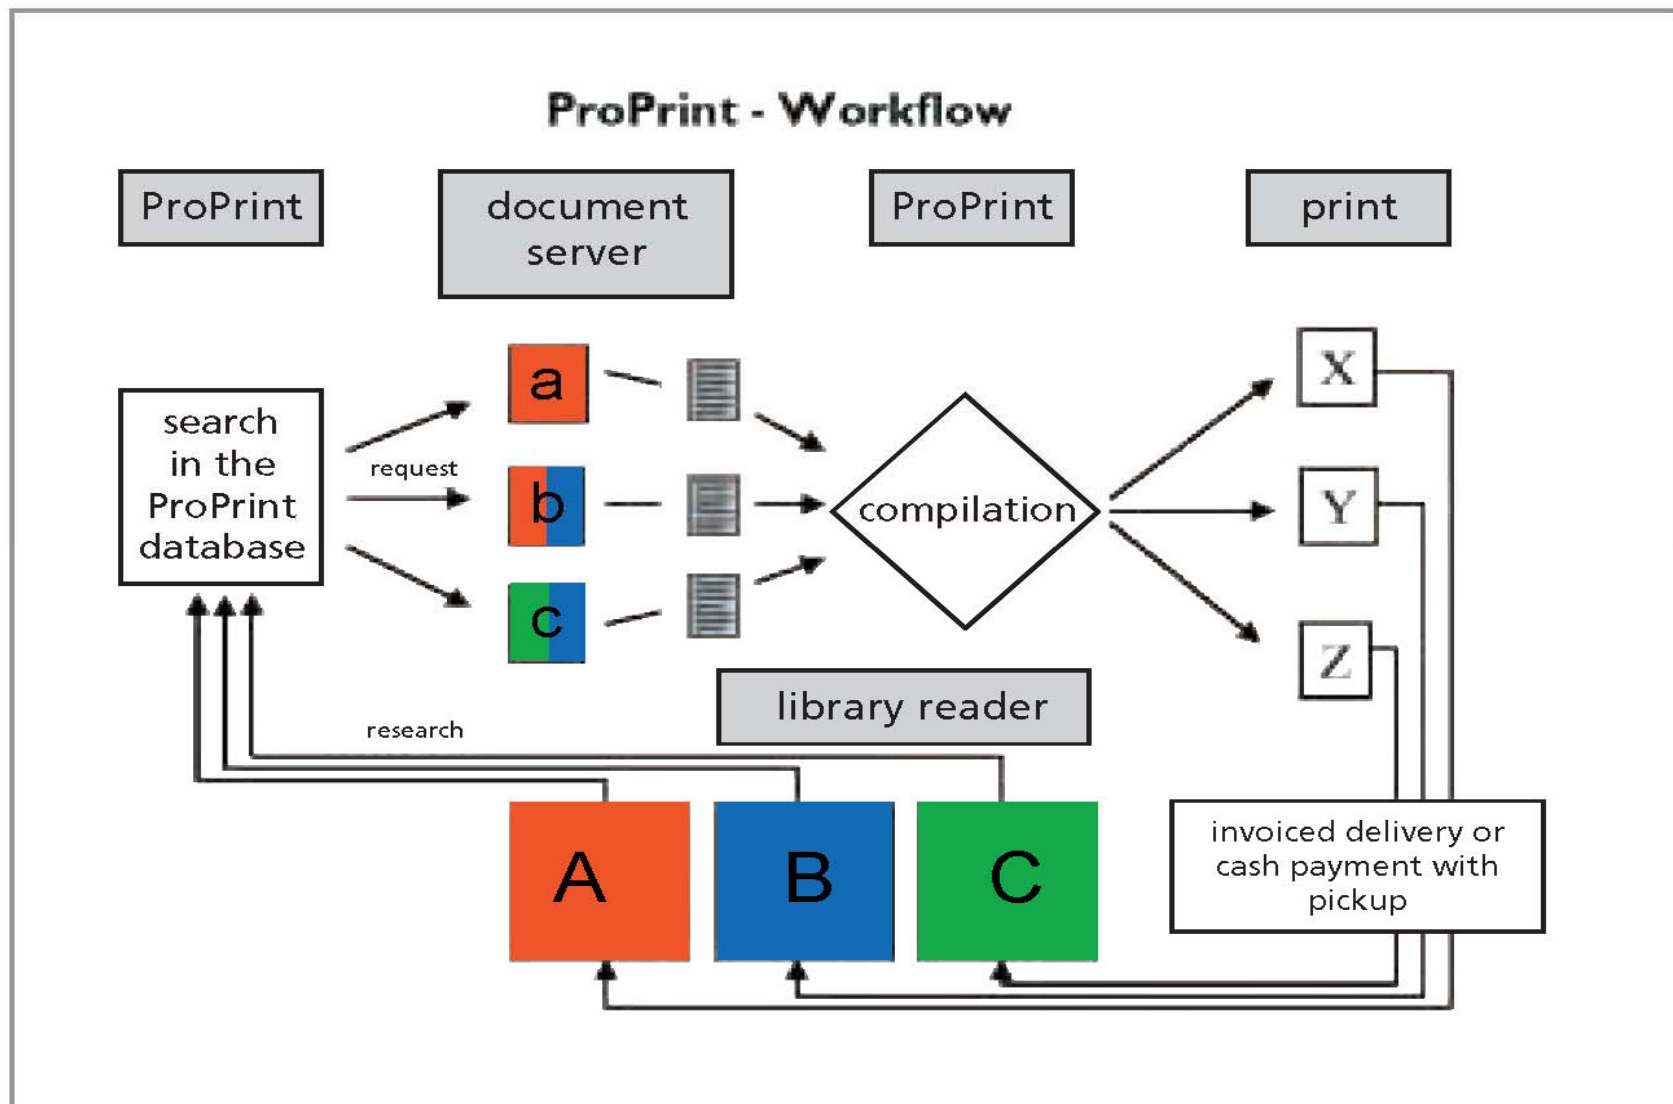 ProPrint - Workflow
ProPrint
document
server
ProPrint
print
search
in the
ProPrint
database
request
a
b
c
compilation
X
Y
Z
library reader
research
A
B
C
invoiced delivery or
cash payment with
pickup